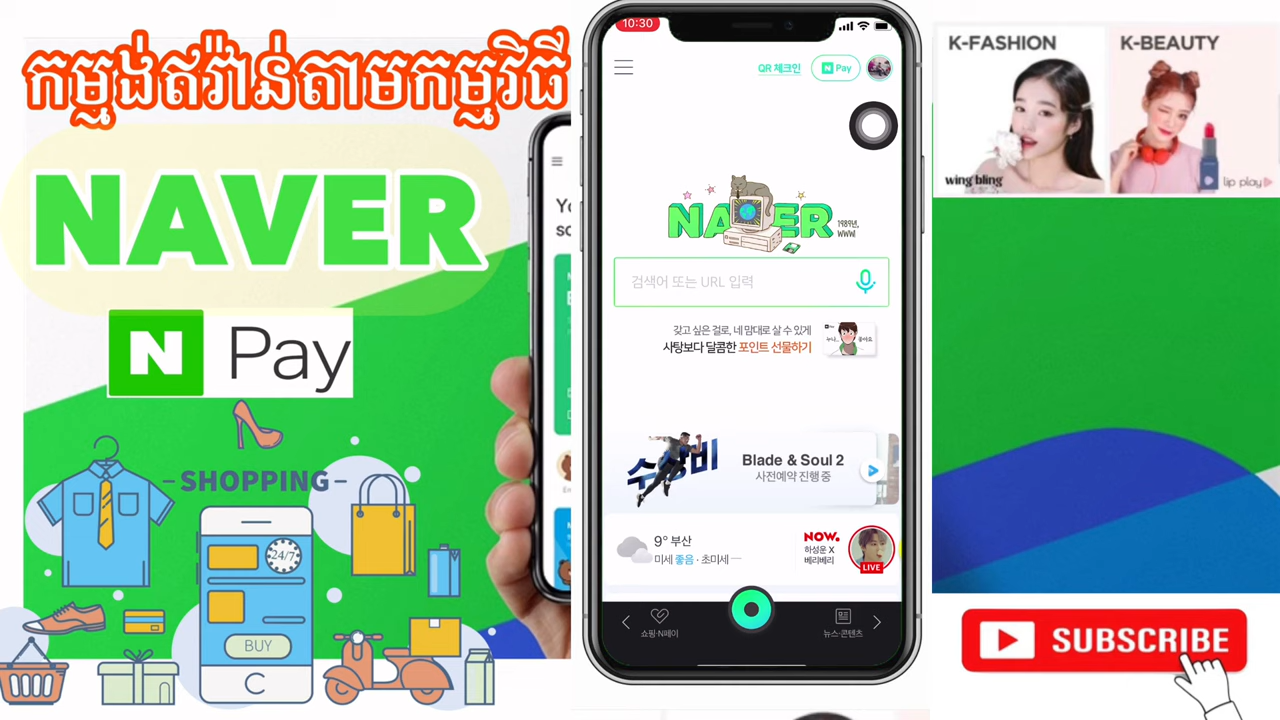 កម្មង់ឥវ៉ាន់តាមកម្មវិធី
NAVER
N Pay
- SHOPPING -
24/7
BUY
10:30
QR 체크인
N Pay
NAVER
1989년,
WWW!
검색어 또는 URL 입력
갖고 싶은 걸로, 네 맘대로 살 수 있게
사탕보다 달콤한 포인트 선물하기
Blade & Soul 2
사전예약 진행 중
9° 부산
미세 좋음 · 초미세 —
NOW.
하성운 X
베리베리
LIVE
쇼핑·N페이
뉴스·콘텐츠
K-FASHION
K-BEAUTY
wing bling
lip play
SUBSCRIBE